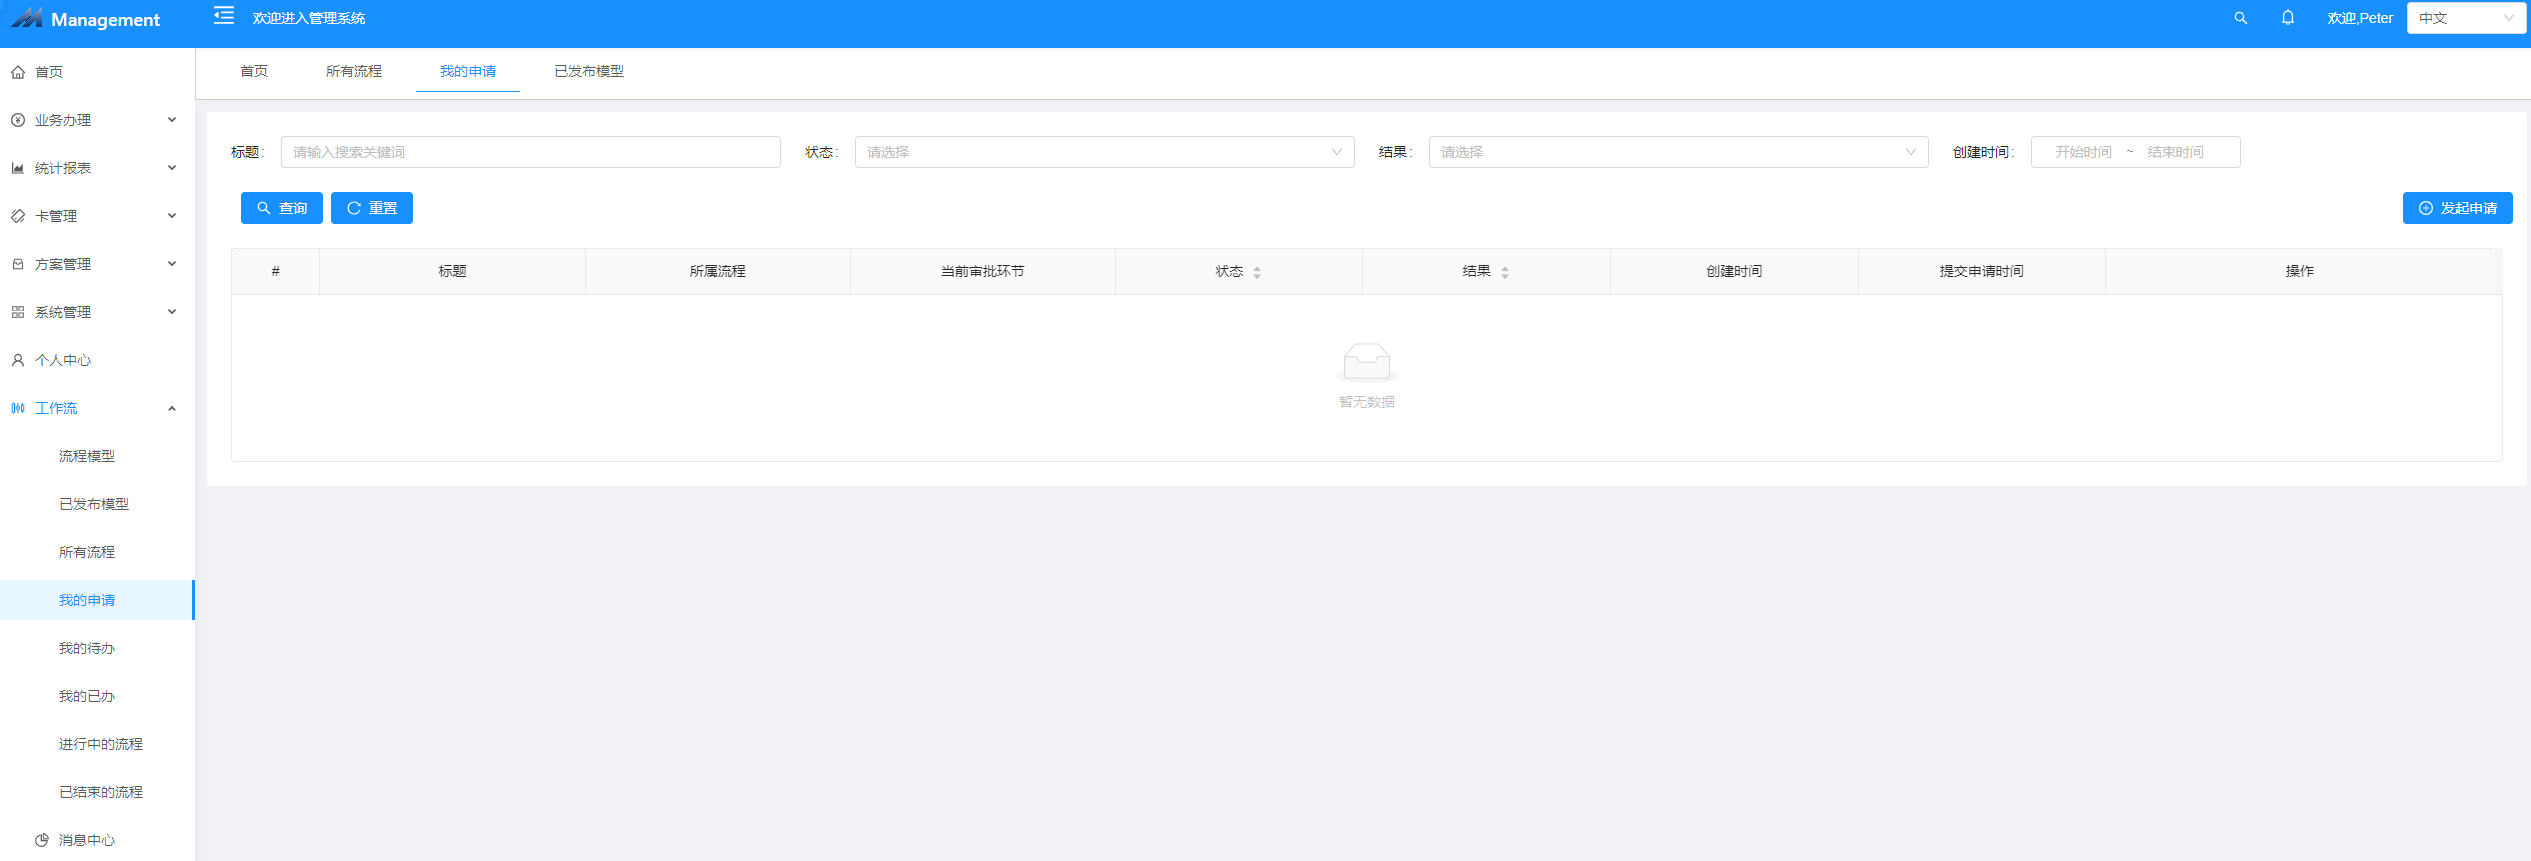 Management
欢迎进入管理系统
欢迎,Peter
中文
首页
业务办理
统计报表
卡管理
方案管理
系统管理
个人中心
工作流
流程模型
已发布模型
所有流程
我的申请
我的待办
我的已办
进行中的流程
已结束的流程
消息中心
首页 所有流程 我的申请 已发布模型
标题: 请输入搜索关键词 状态: 请选择 结果: 请选择 创建时间: 开始时间 ~ 结束时间
查询 重置 发起申请
# 标题 所属流程 当前审批环节 状态 结果 创建时间 提交申请时间 操作
暂无数据